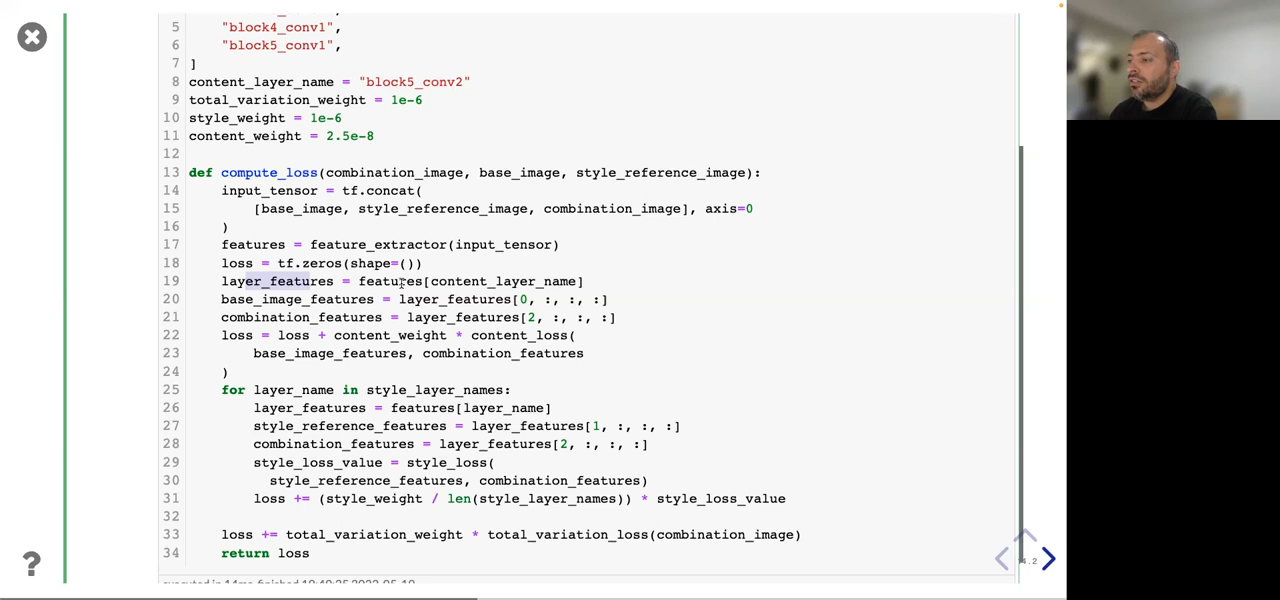 5 "block4_conv1",
6 "block5_conv1",
7 ]
8 content_layer_name = "block5_conv2"
9 total_variation_weight = 1e-6
10 style_weight = 1e-6
11 content_weight = 2.5e-8
12
13 def compute_loss(combination_image, base_image, style_reference_image):
14 input_tensor = tf.concat(
15 [base_image, style_reference_image, combination_image], axis=0
16 )
17 features = feature_extractor(input_tensor)
18 loss = tf.zeros(shape=())
19 layer_features = features[content_layer_name]
20 base_image_features = layer_features[0, :, :, :]
21 combination_features = layer_features[2, :, :, :]
22 loss = loss + content_weight * content_loss(
23 base_image_features, combination_features
24 )
25 for layer_name in style_layer_names:
26 layer_features = features[layer_name]
27 style_reference_features = layer_features[1, :, :, :]
28 combination_features = layer_features[2, :, :, :]
29 style_loss_value = style_loss(
30 style_reference_features, combination_features)
31 loss += (style_weight / len(style_layer_names)) * style_loss_value
32
33 loss += total_variation_weight * total_variation_loss(combination_image)
34 return loss
?